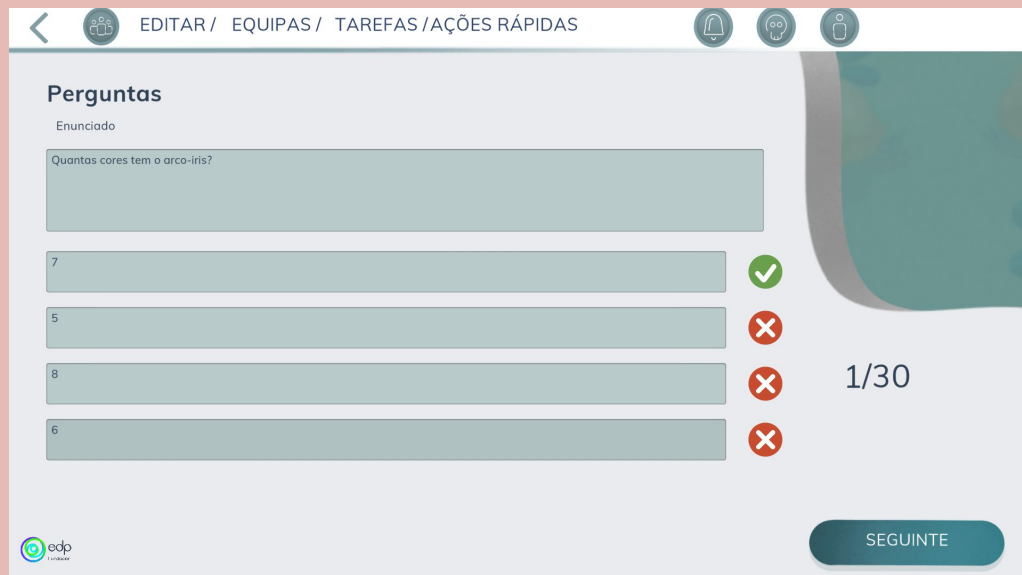 EDITAR / EQUIPAS / TAREFAS /AÇÕES RÁPIDAS
Perguntas
Enunciado
Quantas cores tem o arco-iris?
7
5
8
6
1/30
SEGUINTE
edp